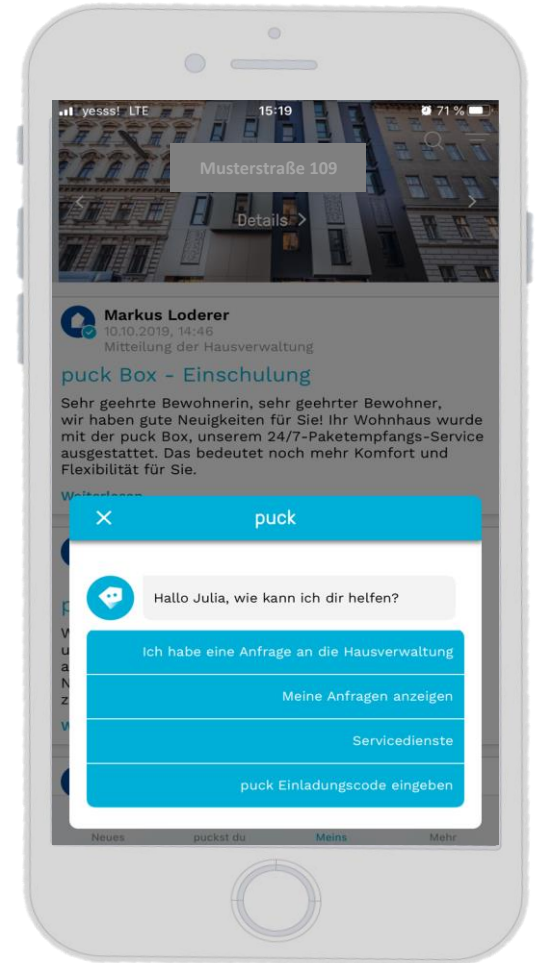 yesss! LTE 15:19 71 %
Musterstraße 109
Details
Markus Loderer
10.10.2019, 14:46
Mitteilung der Hausverwaltung
puck Box - Einschulung
Sehr geehrte Bewohnerin, sehr geehrter Bewohner,
wir haben gute Neuigkeiten für Sie! Ihr Wohnhaus wurde
mit der puck Box, unserem 24/7-Paketempfangs-Service
ausgestattet. Das bedeutet noch mehr Komfort und
Flexibilität für Sie.
Weiterlesen
puck
Hallo Julia, wie kann ich dir helfen?
Ich habe eine Anfrage an die Hausverwaltung
Meine Anfragen anzeigen
Servicedienste
puck Einladungscode eingeben
Neues puckst du Meins Mehr